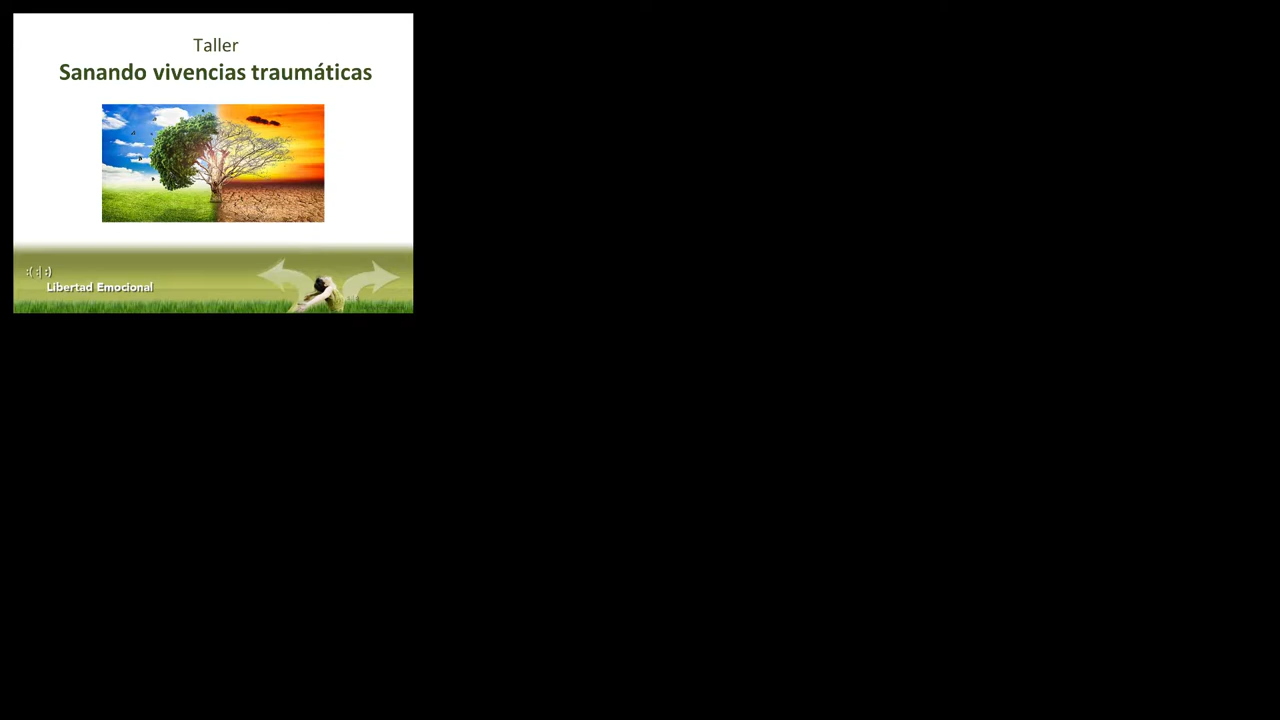 Taller
Sanando vivencias traumáticas
:( :| :)
Libertad Emocional